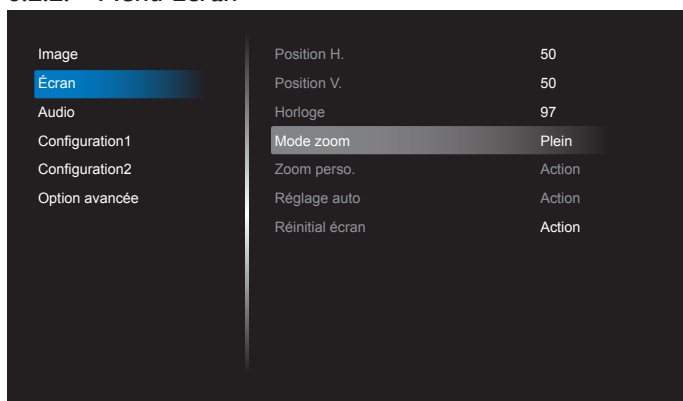 Image
Écran
Audio
Configuration1
Configuration2
Option avancée
Position H. 50
Position V. 50
Horloge 97
Mode zoom Plein
Zoom perso. Action
Réglage auto Action
Réinitial écran Action